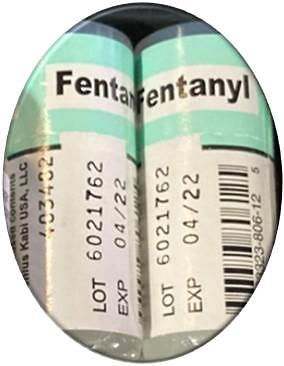 Fentan
Fentanyl
403402
LOT 6021762
EXP 04/22
LOT 6021762
EXP 04/22
Kabi USA, LLC
323-806-12
5